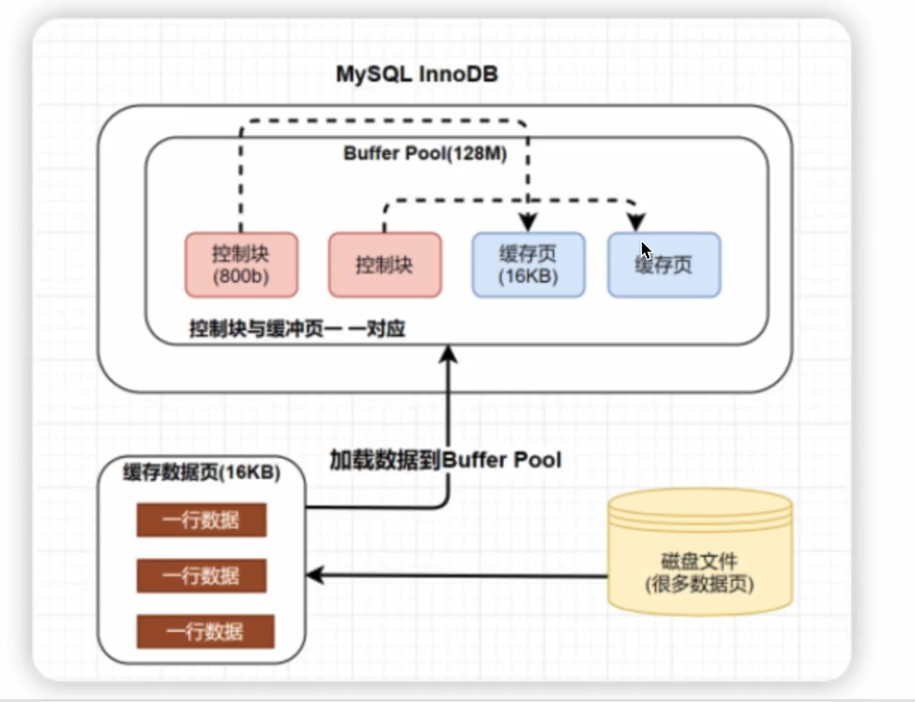 MySQL InnoDB
Buffer Pool(128M)
控制块
(800b)
控制块
缓存页
(16KB)
缓存页
控制块与缓冲页一 一对应
加载数据到Buffer Pool
缓存数据页(16KB)
一行数据
一行数据
一行数据
磁盘文件
(很多数据页)